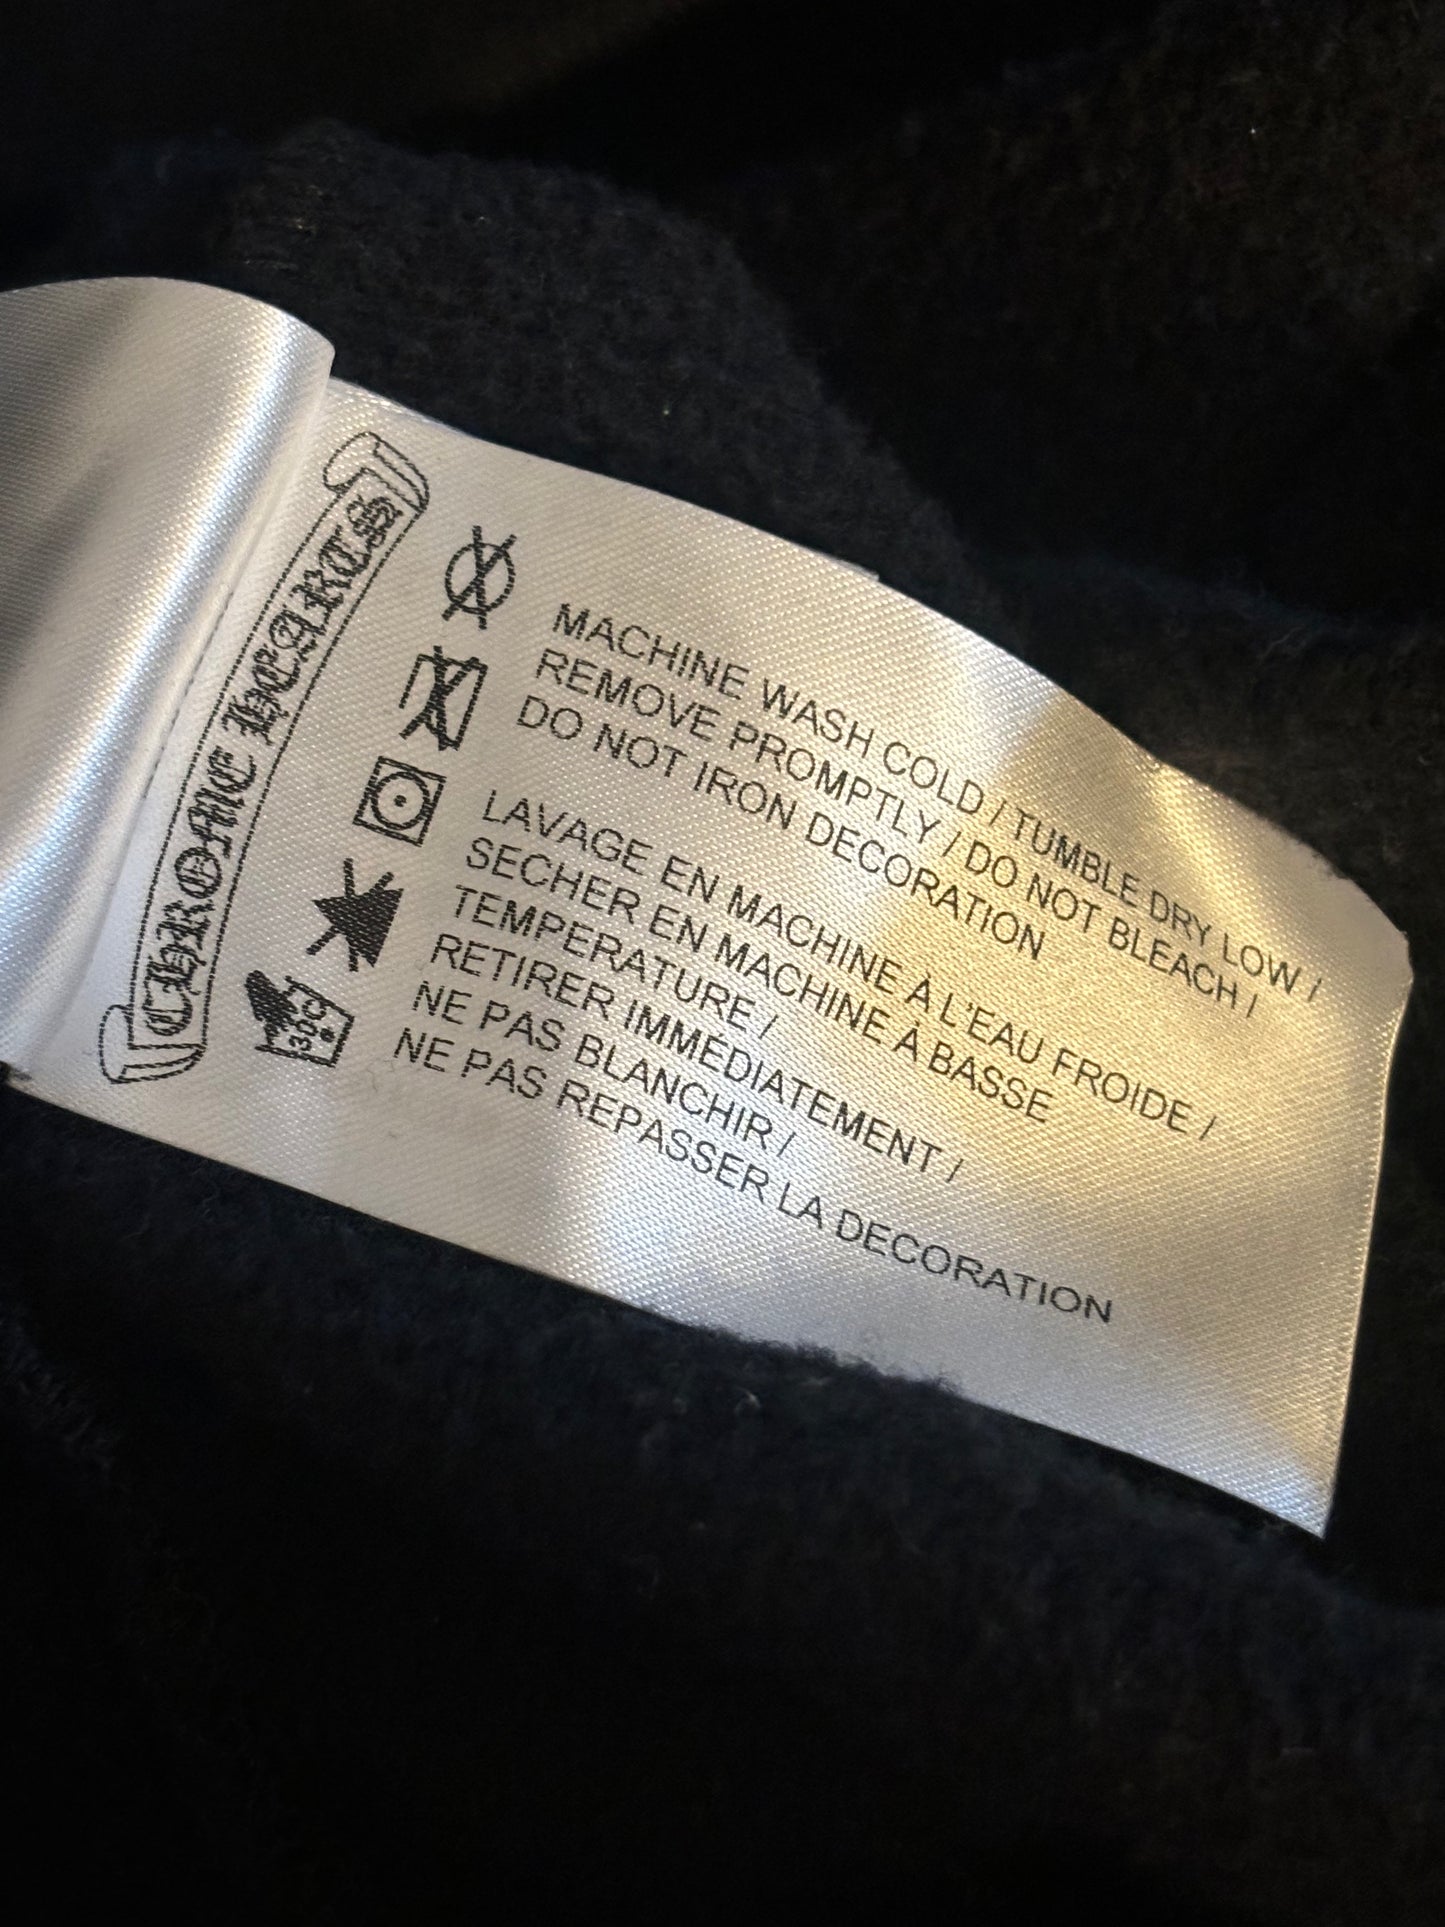 CHROME HEARTS
MACHINE WASH COLD / TUMBLE DRY LOW /
REMOVE PROMPTLY / DO NOT BLEACH /
DO NOT IRON DECORATION
LAVAGE EN MACHINE À L'EAU FROIDE /
SECHER EN MACHINE À BASSE
TEMPERATURE /
RETIRER IMMÉDIATEMENT /
NE PAS BLANCHIR /
NE PAS REPASSER LA DECORATION
30C